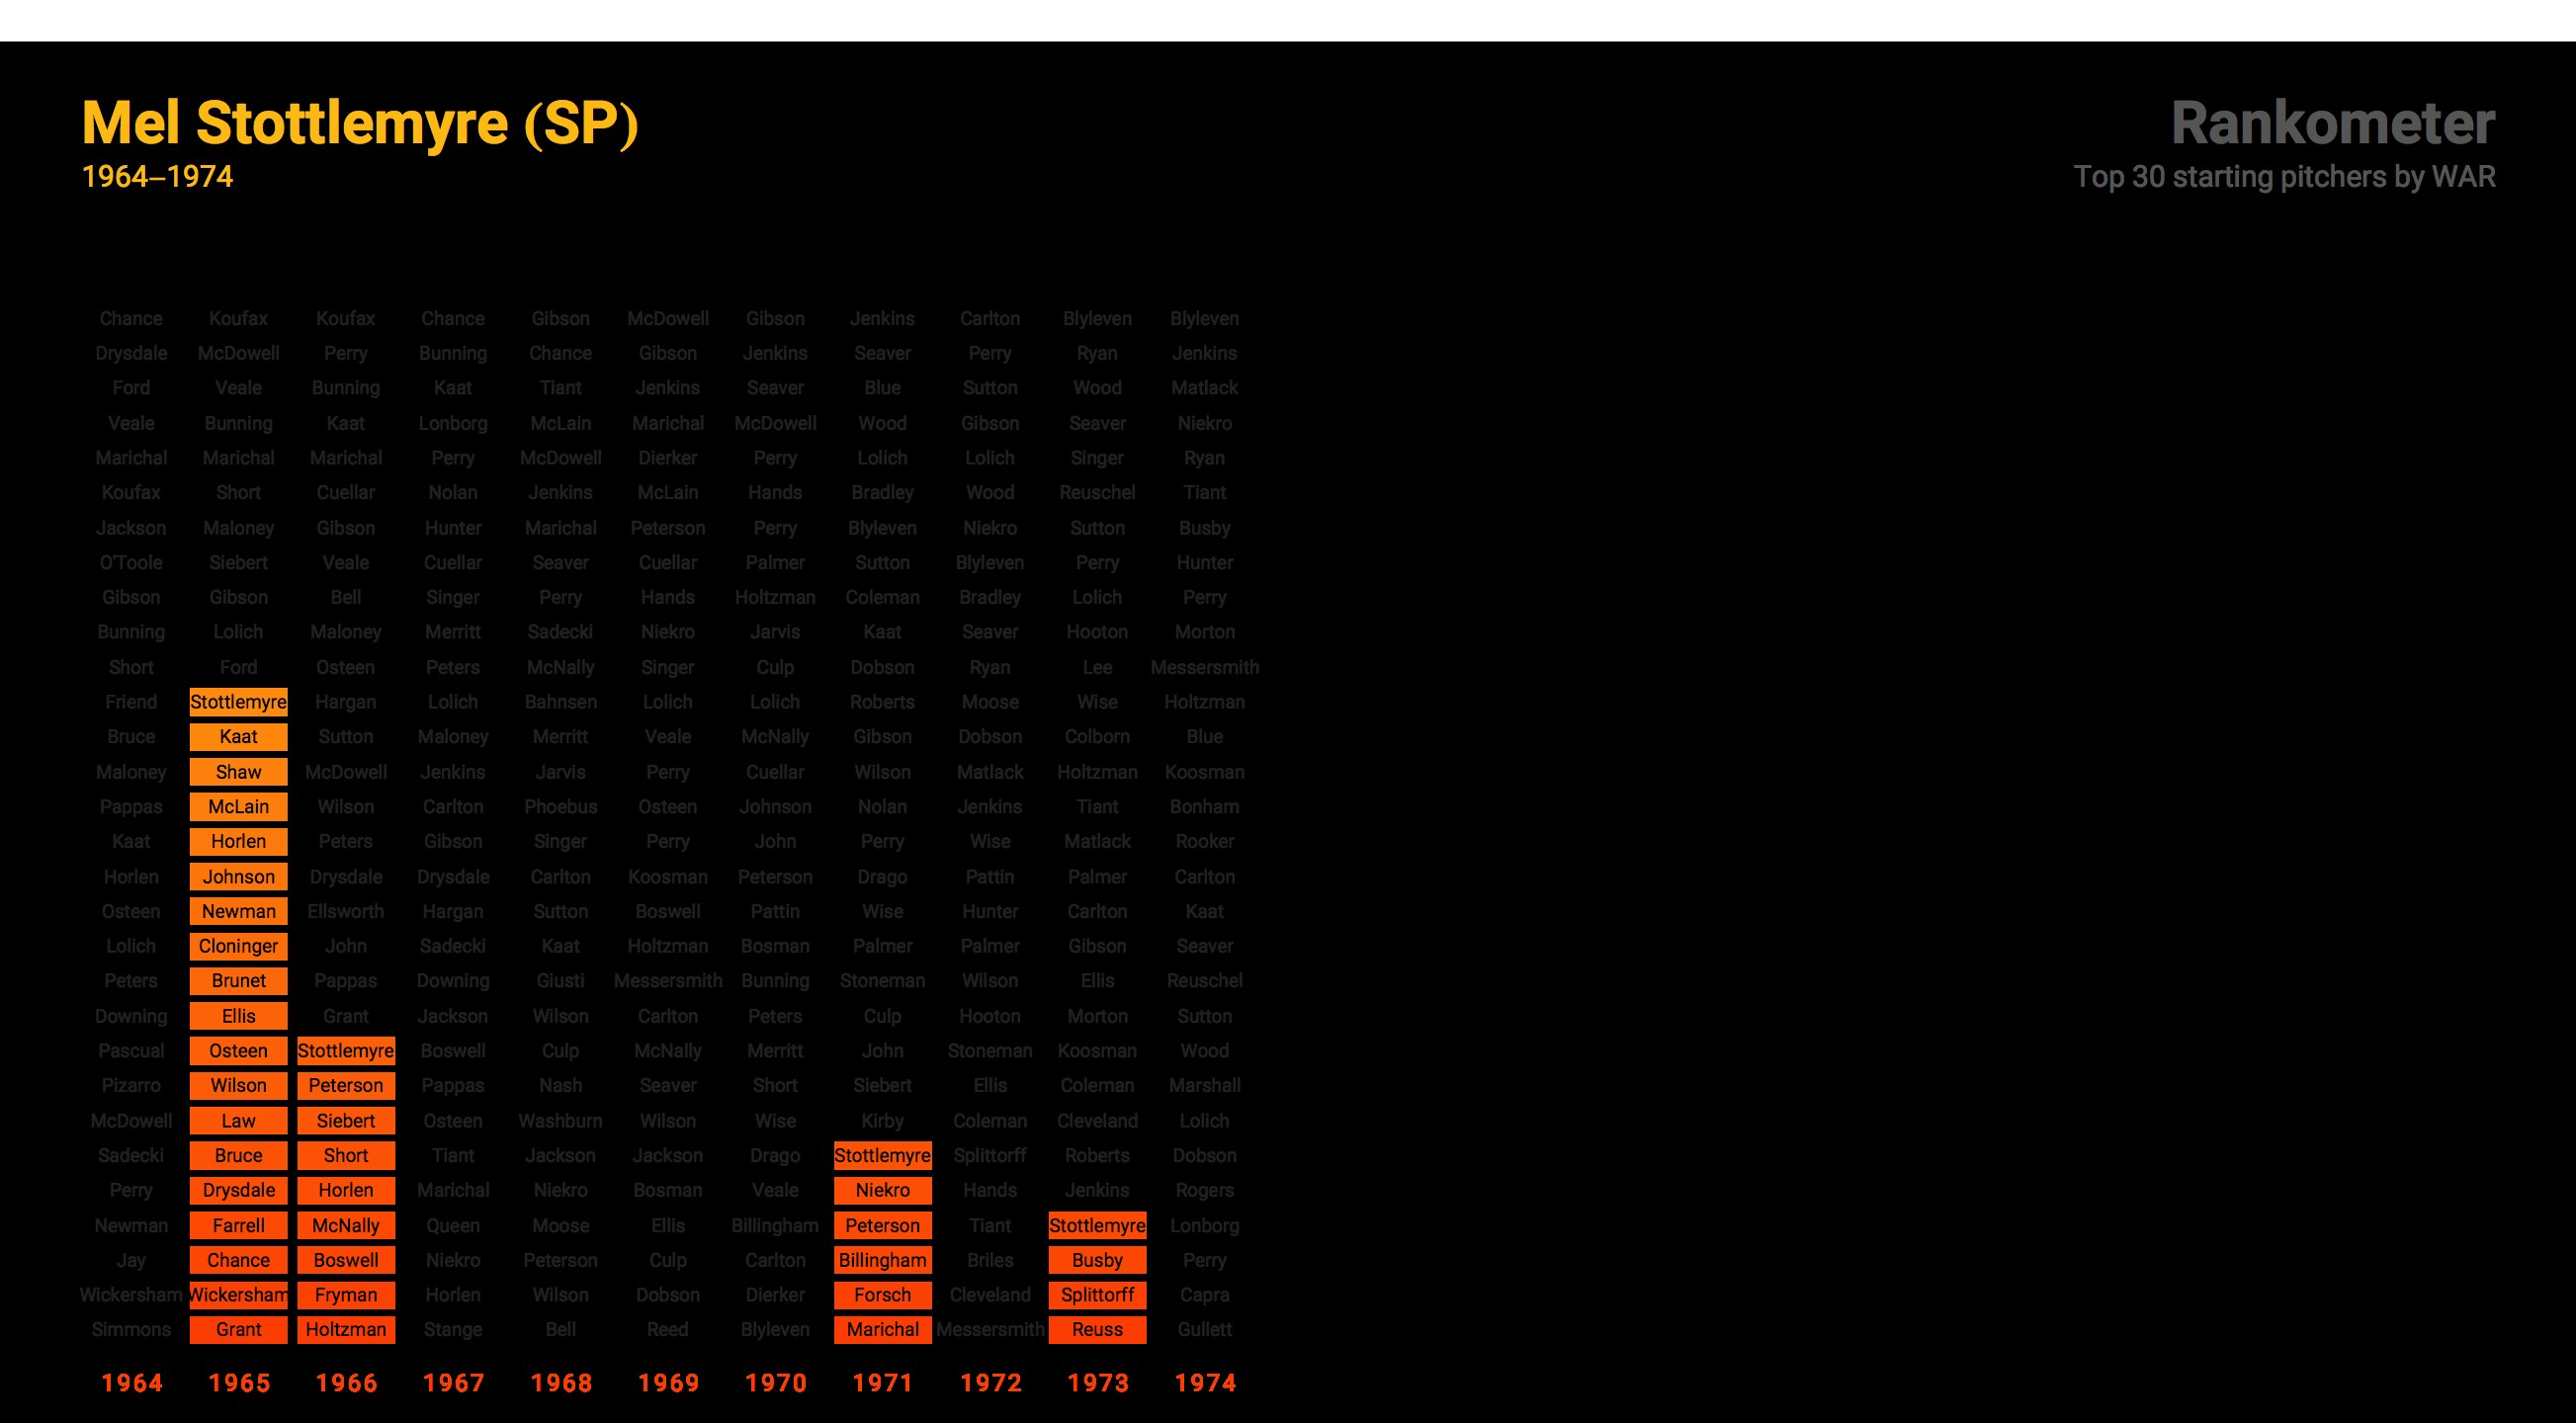 Mel Stottlemyre (SP)
1964–1974
Rankometer
Top 30 starting pitchers by WAR
Chance Koufax Koufax Chance Gibson McDowell Gibson Jenkins Carlton Blyleven Blyleven
Drysdale McDowell Perry Bunning Chance Gibson Jenkins Seaver Perry Ryan Jenkins
Ford Veale Bunning Kaat Tiant Jenkins Seaver Blue Sutton Wood Matlack
Veale Bunning Kaat Lonborg McLain Marichal McDowell Wood Gibson Seaver Niekro
Marichal Marichal Marichal Perry McDowell Dierker Perry Lolich Lolich Singer Ryan
Koufax Short Cuellar Nolan Jenkins McLain Hands Bradley Wood Reuschel Tiant
Jackson Maloney Gibson Hunter Marichal Peterson Perry Blyleven Niekro Sutton Busby
O'Toole Siebert Veale Cuellar Seaver Cuellar Palmer Sutton Blyleven Perry Hunter
Gibson Gibson Bell Singer Perry Hands Holtzman Coleman Bradley Lolich Perry
Bunning Lolich Maloney Merritt Sadecki Niekro Jarvis Kaat Seaver Hooton Morton
Short Ford Osteen Peters McNally Singer Culp Dobson Ryan Lee Messersmith
Friend Stottlemyre Hargan Lolich Bahnsen Lolich Lolich Roberts Moose Wise Holtzman
Bruce Kaat Sutton Maloney Merritt Veale McNally Gibson Dobson Colborn Blue
Maloney Shaw McDowell Jenkins Jarvis Perry Cuellar Wilson Matlack Holtzman Koosman
Pappas McLain Wilson Carlton Phoebus Osteen Johnson Nolan Jenkins Tiant Bonham
Kaat Horlen Peters Gibson Singer Perry John Perry Wise Matlack Rooker
Horlen Johnson Drysdale Drysdale Carlton Koosman Peterson Drago Pattin Palmer Carlton
Osteen Newman Ellsworth Hargan Sutton Boswell Pattin Wise Hunter Carlton Kaat
Lolich Cloninger John Sadecki Kaat Holtzman Bosman Palmer Palmer Gibson Seaver
Peters Brunet Pappas Downing Giusti Messersmith Bunning Stoneman Wilson Ellis Reuschel
Downing Ellis Grant Jackson Wilson Carlton Peters Culp Hooton Morton Sutton
Pascual Osteen Stottlemyre Boswell Culp McNally Merritt John Stoneman Koosman Wood
Pizarro Wilson Peterson Pappas Nash Seaver Short Siebert Ellis Coleman Marshall
McDowell Law Siebert Osteen Washburn Wilson Wise Kirby Coleman Cleveland Lolich
Sadecki Bruce Short Tiant Jackson Jackson Drago Stottlemyre Splittorff Roberts Dobson
Perry Drysdale Horlen Marichal Niekro Bosman Veale Niekro Hands Jenkins Rogers
Newman Farrell McNally Queen Moose Ellis Billingham Peterson Tiant Stottlemyre Lonborg
Jay Chance Boswell Niekro Peterson Culp Carlton Billingham Briles Busby Perry
Wickersham Wickersham Fryman Horlen Wilson Dobson Dierker Forsch Cleveland Splittorff Capra
Simmons Grant Holtzman Stange Bell Reed Blyleven Marichal Messersmith Reuss Gullett
1964 1965 1966 1967 1968 1969 1970 1971 1972 1973 1974